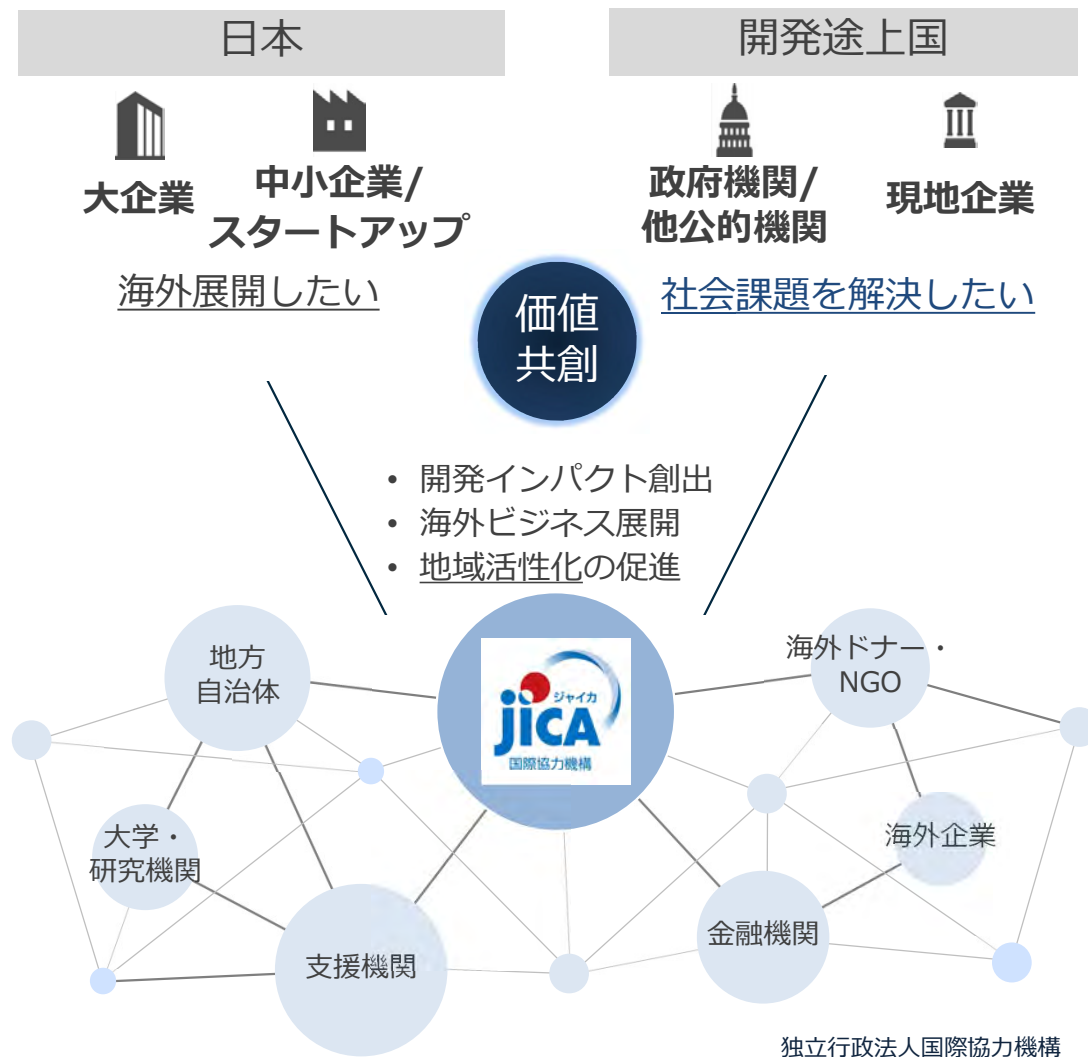 日本
開発途上国
大企業
中小企業/
スタートアップ
政府機関/
他公的機関
現地企業
海外展開したい
社会課題を解決したい
価値
共創
• 開発インパクト創出
• 海外ビジネス展開
• 地域活性化の促進
地方
自治体
ジャイカ
JICA
国際協力機構
海外ドナー・
NGO
大学・
研究機関
海外企業
支援機関
金融機関
独立行政法人国際協力機構